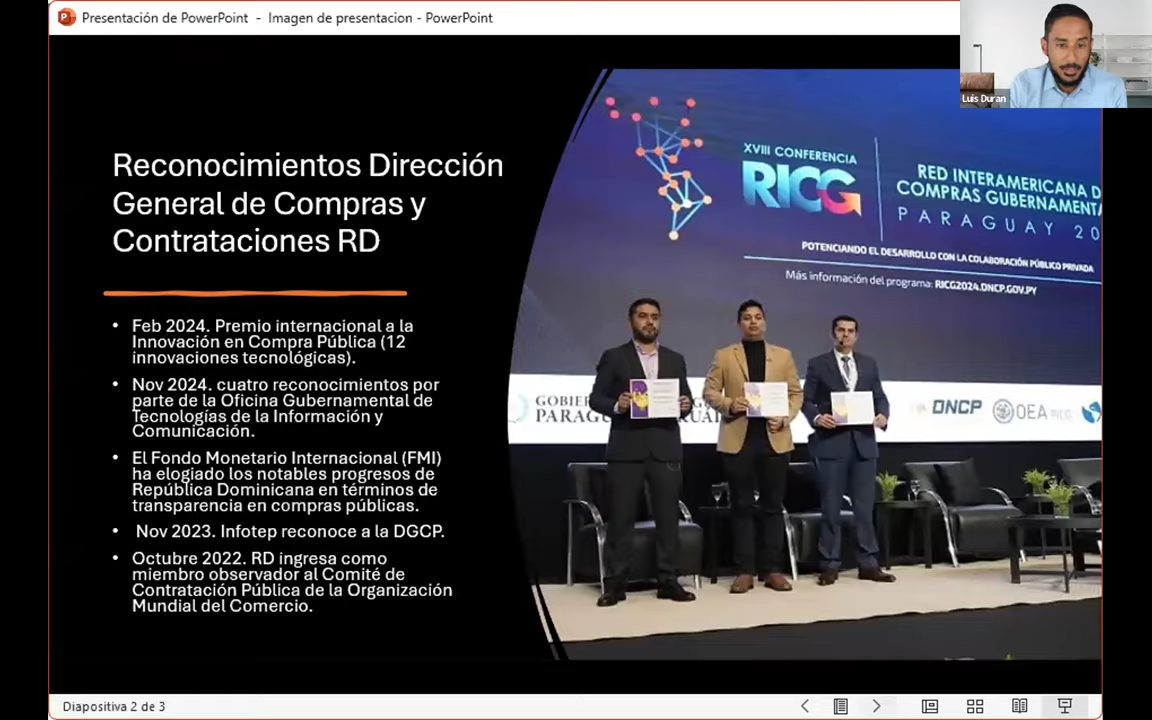 Presentación de PowerPoint - Imagen de presentacion - PowerPoint
Luis Duran
Reconocimientos Dirección
General de Compras y
Contrataciones RD
• Feb 2024. Premio internacional a la
Innovación en Compra Pública (12
innovaciones tecnológicas).
• Nov 2024. cuatro reconocimientos por
parte de la Oficina Gubernamental de
Tecnologías de la Información y
Comunicación.
• El Fondo Monetario Internacional (FMI)
ha elogiado los notables progresos de
República Dominicana en términos de
transparencia en compras públicas.
• Nov 2023. Infotep reconoce a la DGCP.
• Octubre 2022. RD ingresa como
miembro observador al Comité de
Contratación Pública de la Organización
Mundial del Comercio.
XVIII CONFERENCIA
RICG
RED INTERAMERICANA D
COMPRAS GUBERNAMENTA
PARAGUAY 20
POTENCIANDO EL DESARROLLO CON LA COLABORACIÓN PÚBLICO PRIVADA
Más información del programa: RICG2024.DNCP.GOV.PY
GOBIE
PARAG
DNCP
OEA
Diapositiva 2 de 3